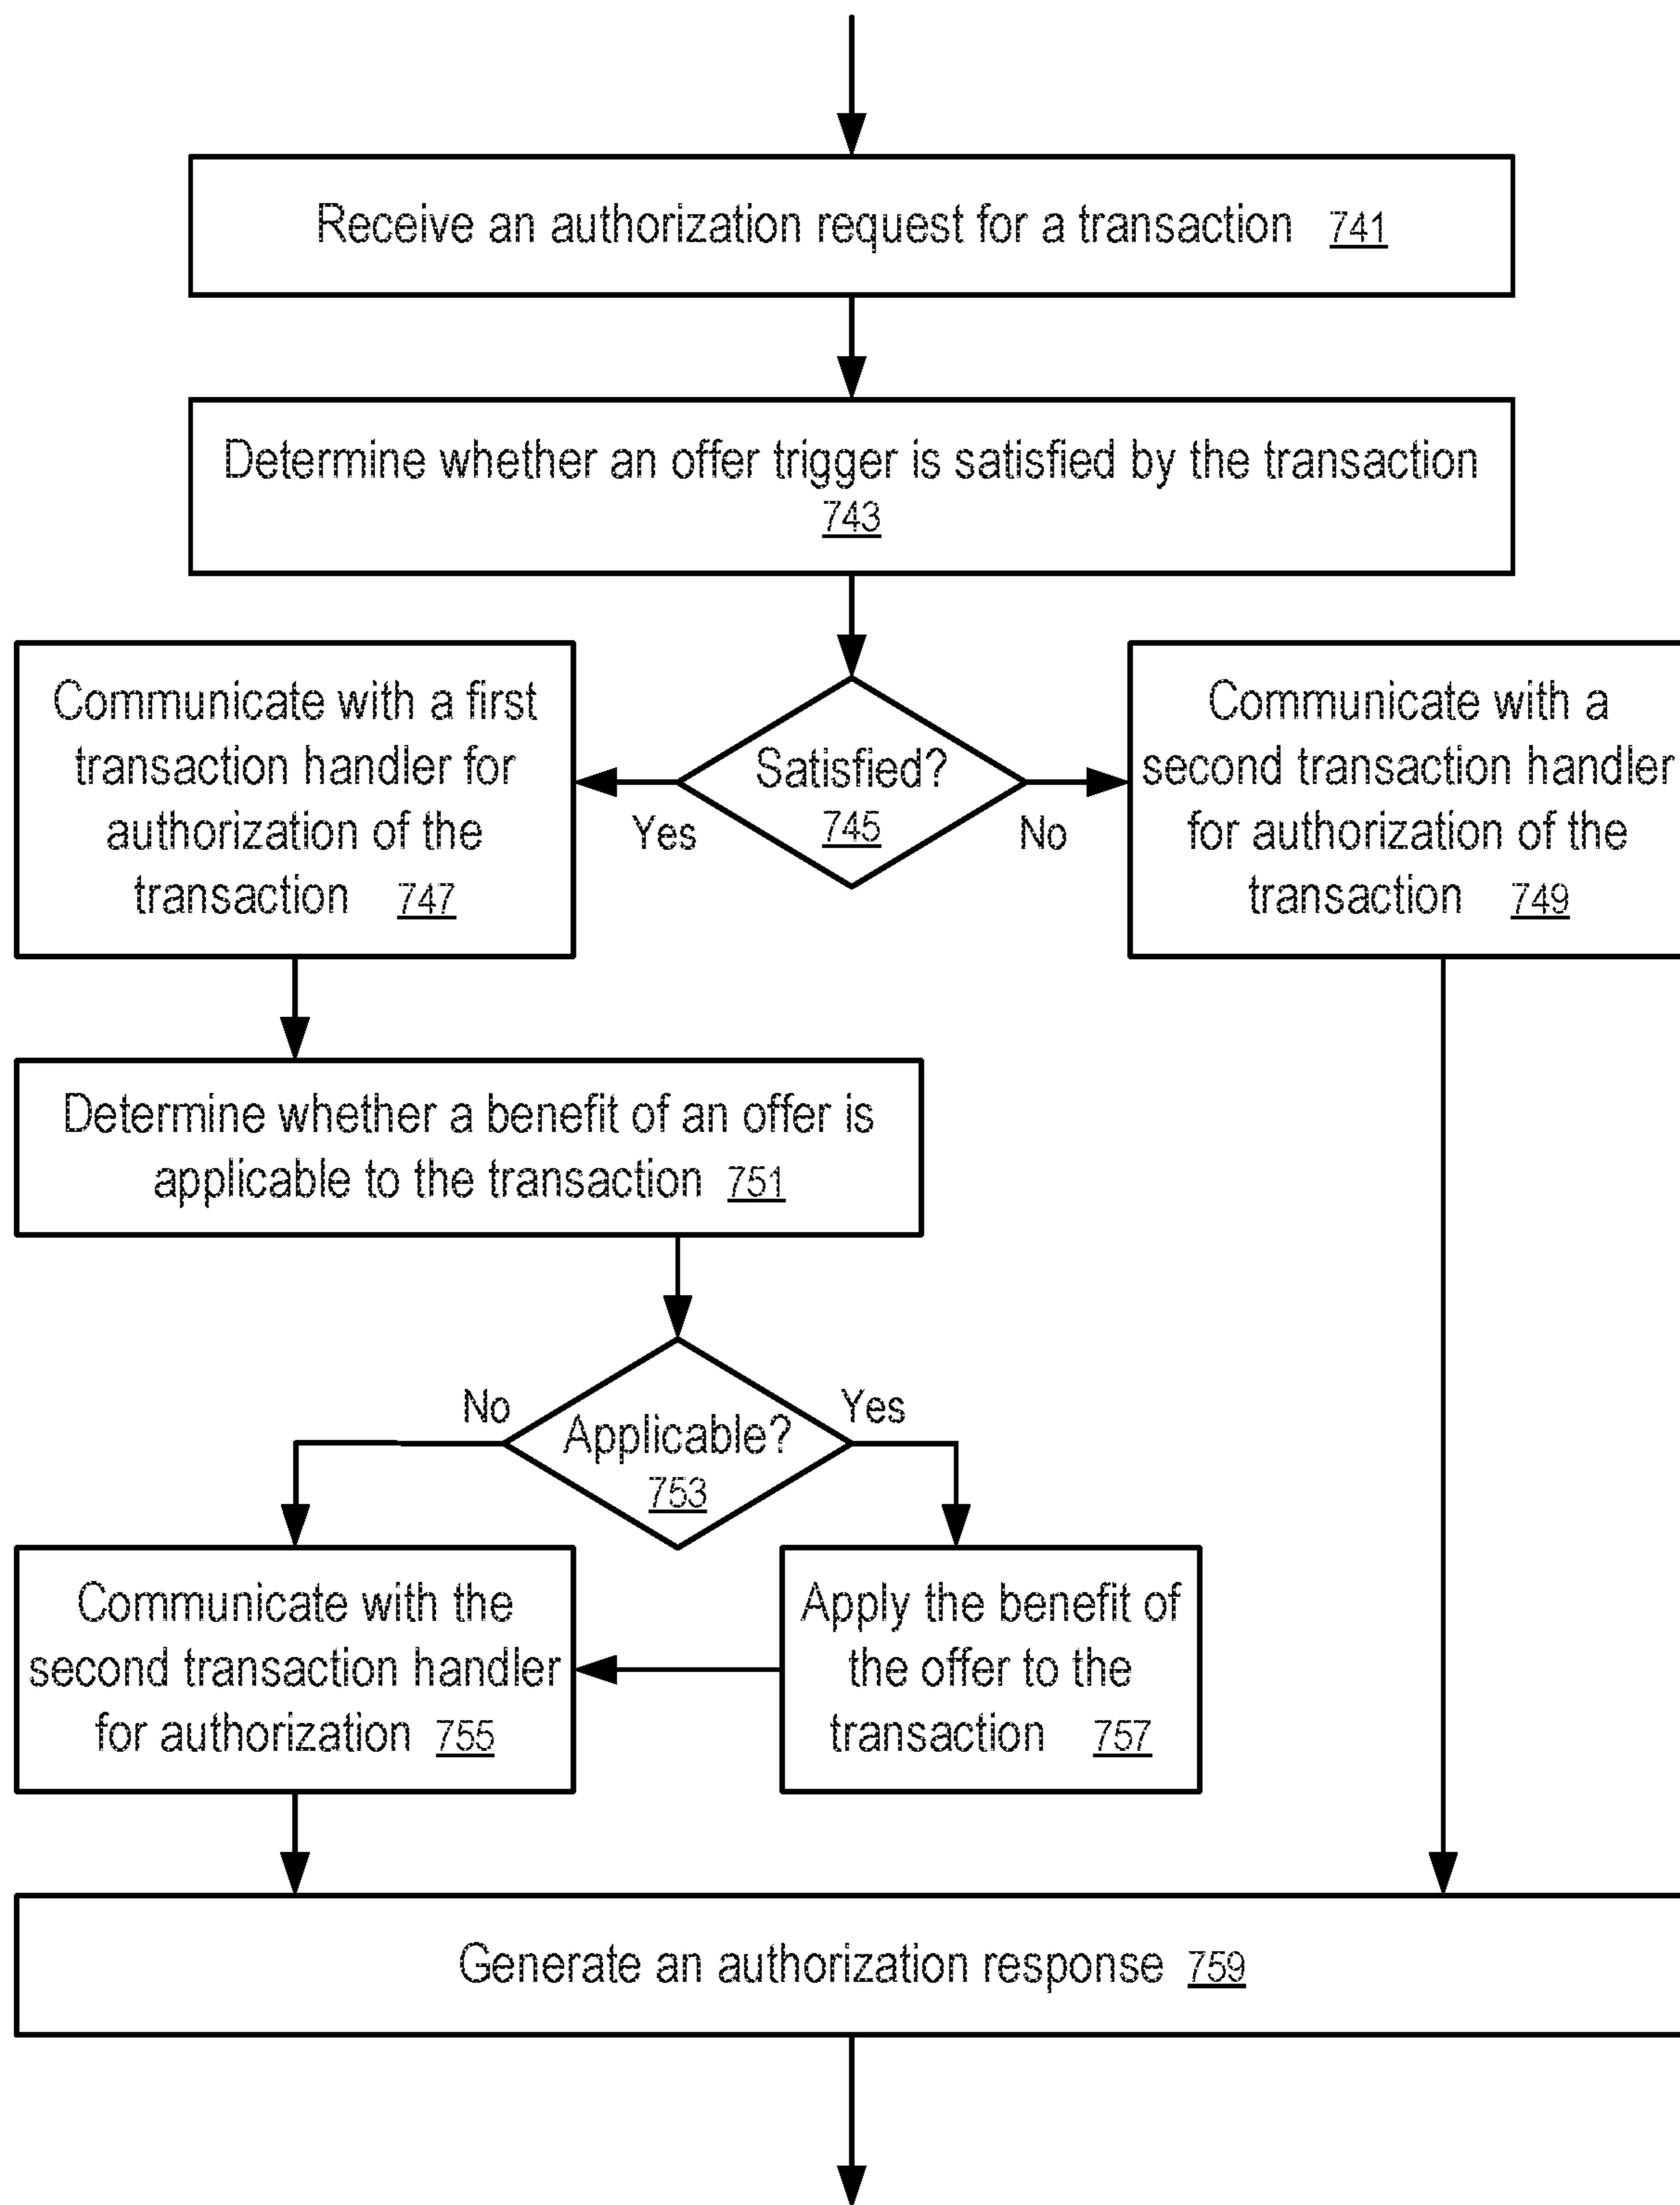 Receive an authorization request for a transaction 741
Determine whether an offer trigger is satisfied by the transaction
743
Communicate with a first
transaction handler for
authorization of the
transaction 747
Satisfied?
745
Yes
No
Communicate with a
second transaction handler
for authorization of the
transaction 749
Determine whether a benefit of an offer is
applicable to the transaction 751
No
Applicable?
753
Yes
Communicate with the
second transaction handler
for authorization 755
Apply the benefit of
the offer to the
transaction 757
Generate an authorization response 759